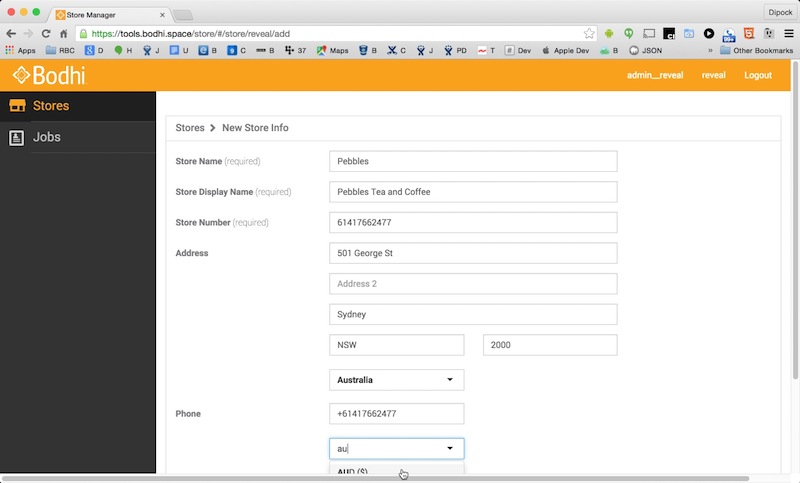 Store Manager
Dipock
https://tools.bodhi.space/store/#/store/reveal/add
Apps RBC D H J U E C B 37 J Maps B C J PD T Dev Apple Dev B JSON » Other Bookmarks
Bodhi admin__reveal reveal Logout
Stores
Jobs
Stores > New Store Info
Store Name (required) Pebbles
Store Display Name (required) Pebbles Tea and Coffee
Store Number (required) 61417662477
Address 501 George St
Address 2
Sydney
NSW 2000
Australia
Phone +61417662477
au
AUD ($)